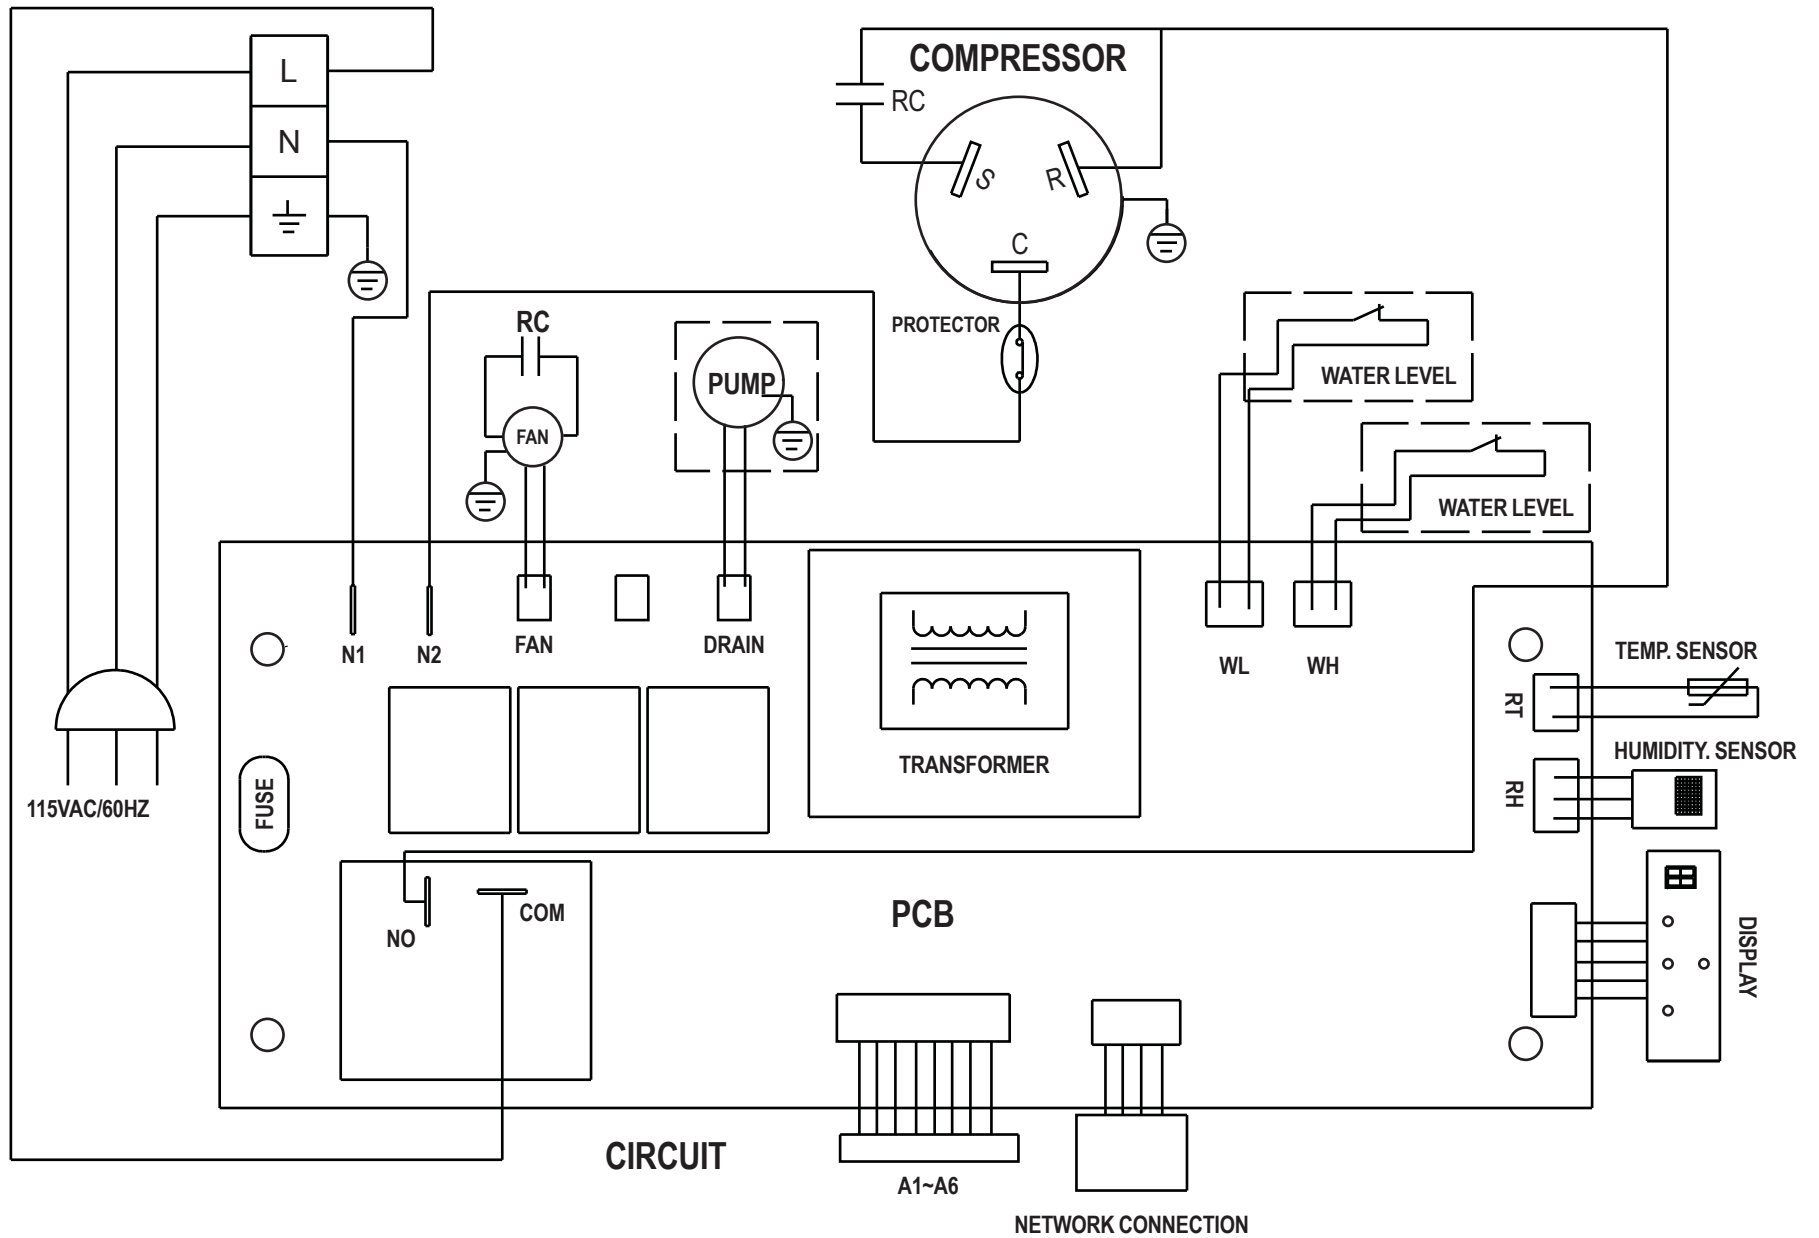 L
COMPRESSOR
RC
N
S
R
C
RC
PROTECTOR
PUMP
WATER LEVEL
FAN
WATER LEVEL
N1
N2
FAN
DRAIN
WL
WH
TEMP. SENSOR
RT
TRANSFORMER
HUMIDITY. SENSOR
RH
115VAC/60HZ
FUSE
NO
COM
PCB
DISPLAY
CIRCUIT
A1~A6
NETWORK CONNECTION